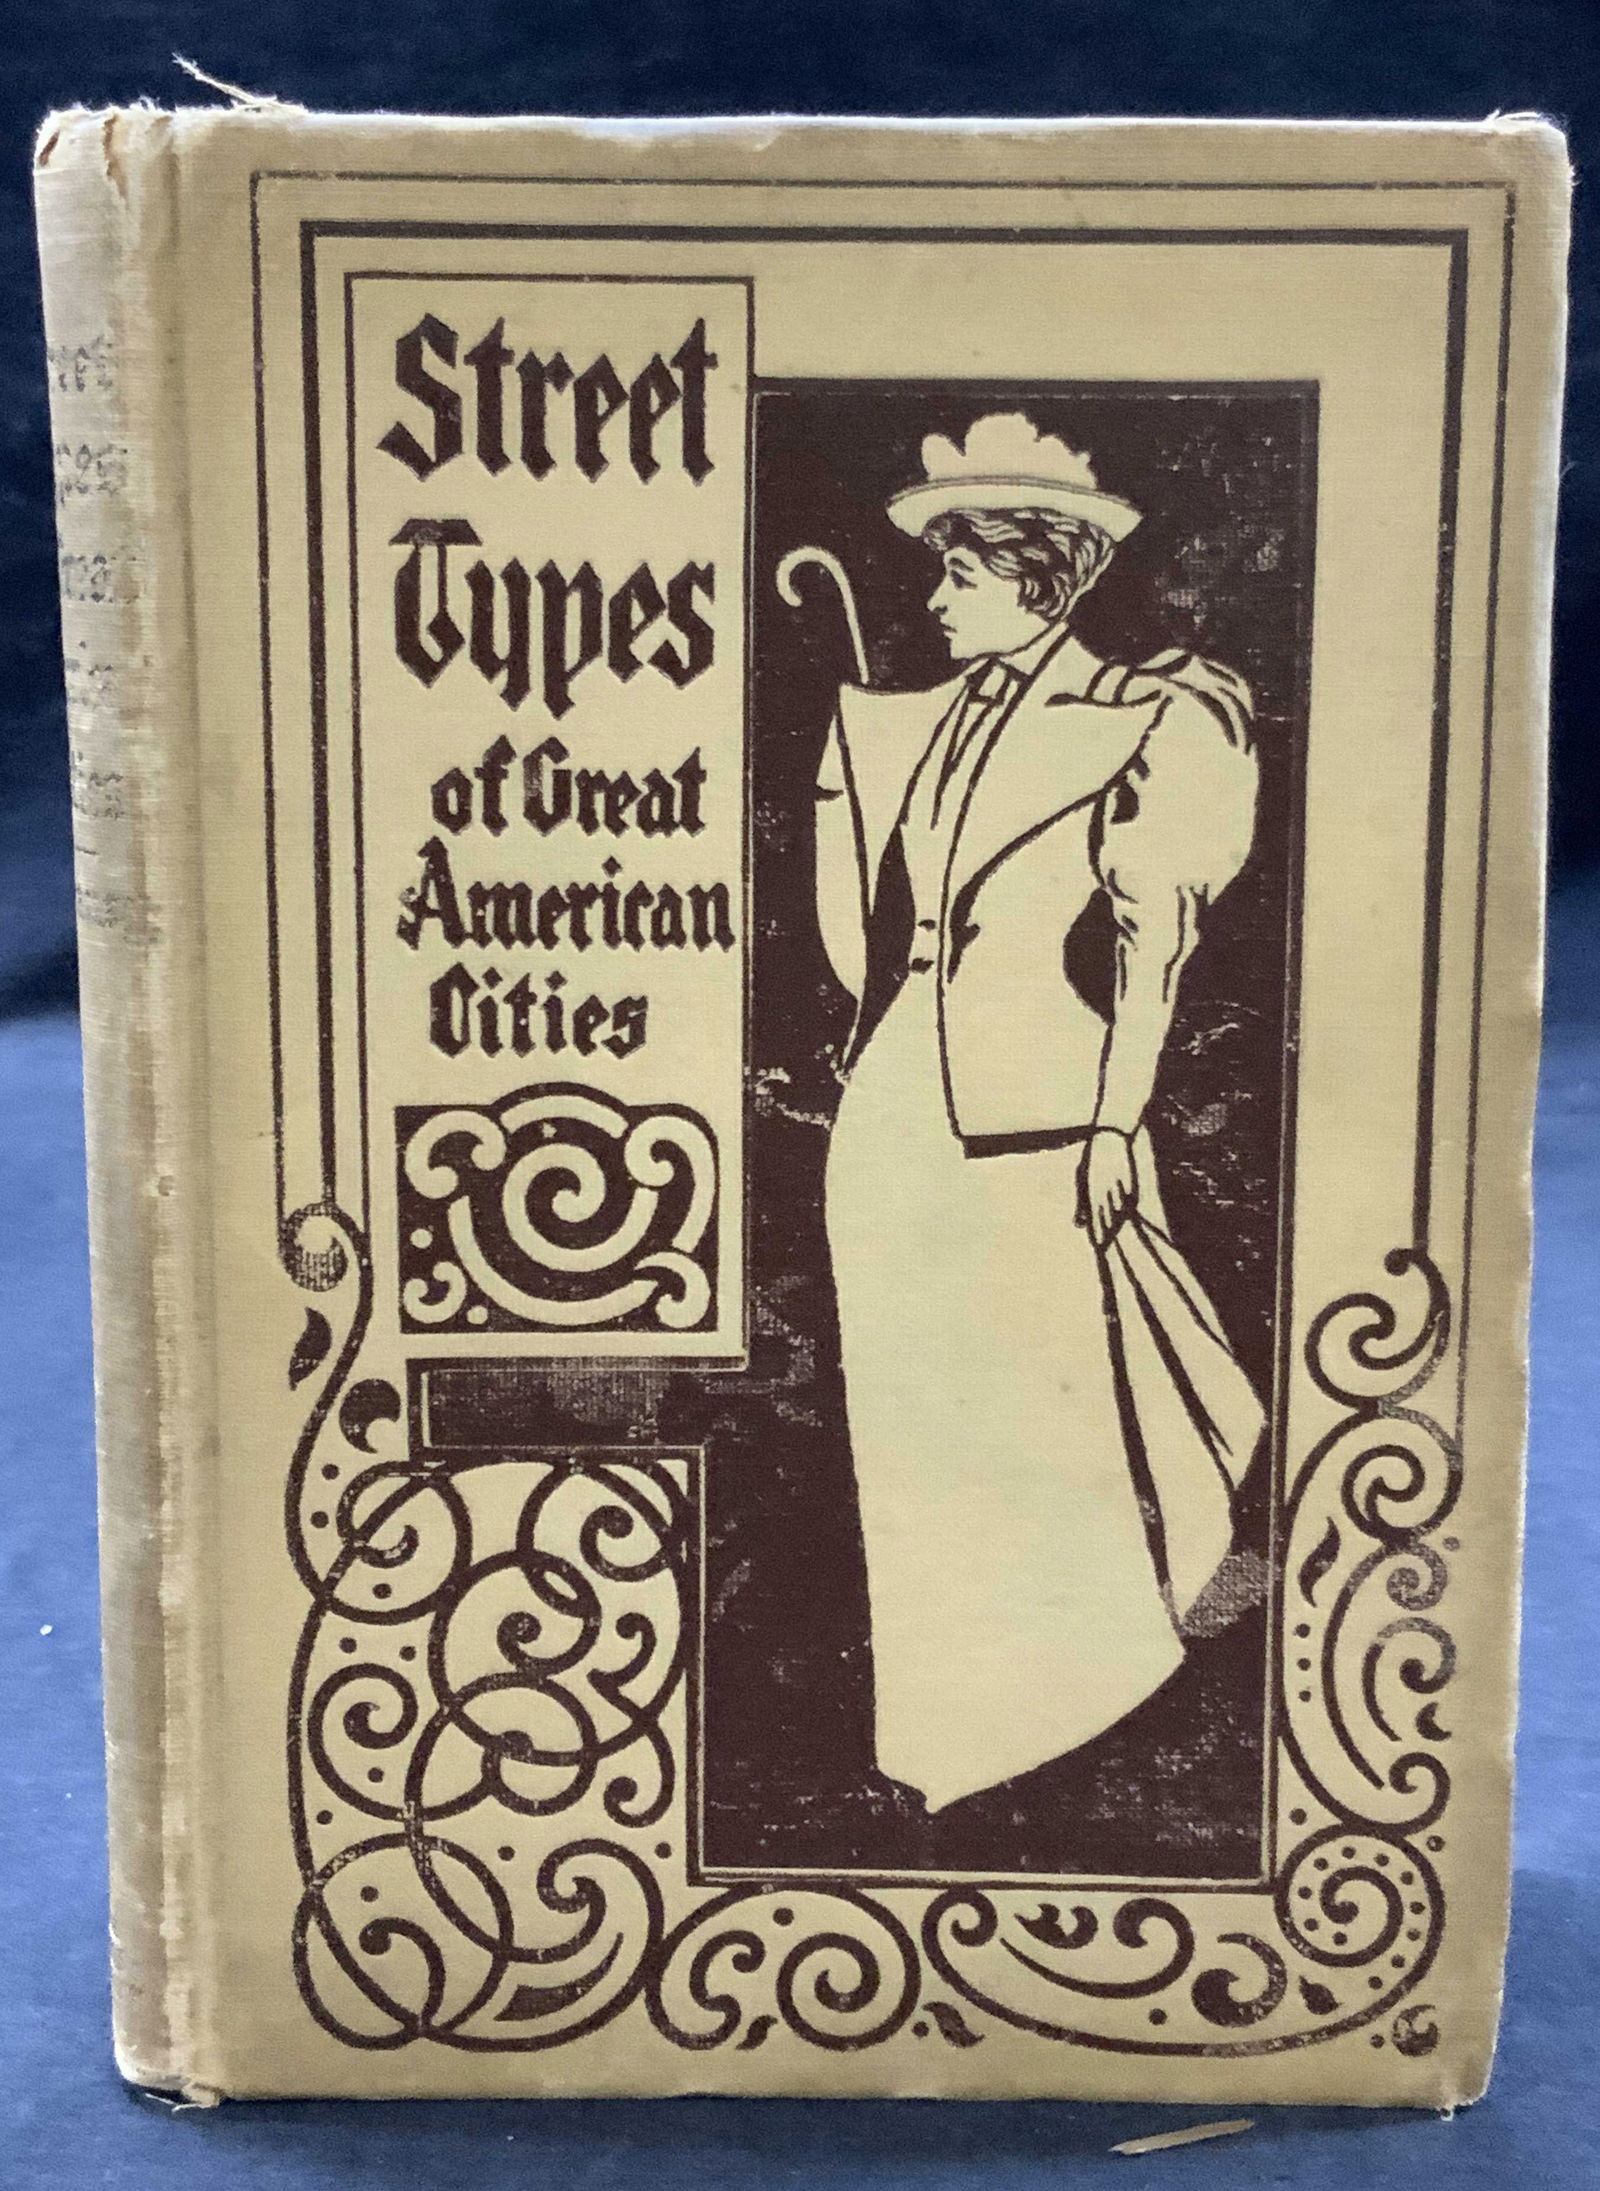 Street
Types
of Great
American
Cities